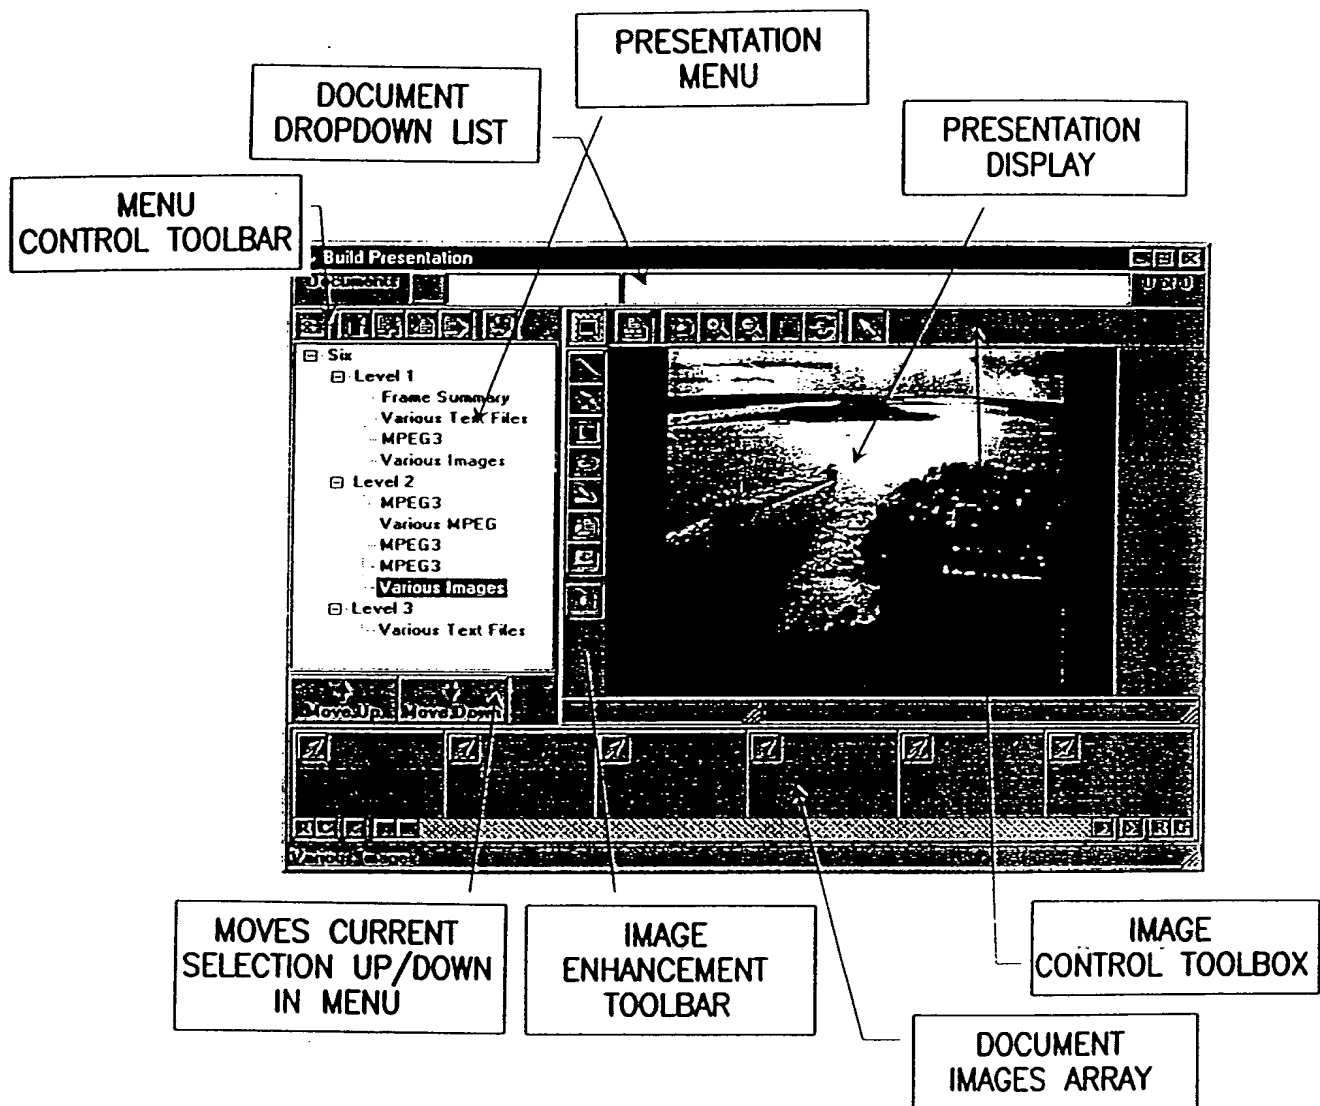 PRESENTATION
MENU
DOCUMENT
DROPDOWN LIST
PRESENTATION
DISPLAY
MENU
CONTROL TOOLBAR
Build Presentation
Documents
Six
Level 1
Frame Summary
Various Text Files
MPEG3
Various Images
Level 2
MPEG3
Various MPEG
MPEG3
MPEG3
Various Images
Level 3
Various Text Files
Move Up
Move Down
Various Images
MOVES CURRENT
SELECTION UP/DOWN
IN MENU
IMAGE
ENHANCEMENT
TOOLBAR
IMAGE
CONTROL TOOLBOX
DOCUMENT
IMAGES ARRAY